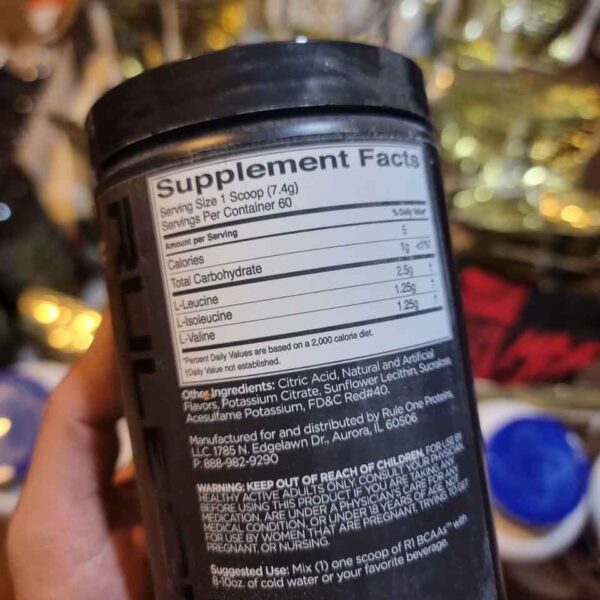 Supplement Facts
Serving Size 1 Scoop (7.4g)
Servings Per Container 60
Amount per Serving % Daily Value
Calories 5
Total Carbohydrate 1g <1%*
L-Leucine 2.5g †
L-Isoleucine 1.25g †
L-Valine 1.25g †
*Percent Daily Values are based on a 2,000 calorie diet.
†Daily Value not established.
Other Ingredients: Citric Acid, Natural and Artificial
Flavors, Potassium Citrate, Sunflower Lecithin, Sucralose,
Acesulfame Potassium, FD&C Red#40.
Manufactured for and distributed by Rule One Proteins,
LLC 1785 N. Edgelawn Dr., Aurora, IL 60506
P: 888-982-9290
WARNING: KEEP OUT OF REACH OF CHILDREN. FOR USE BY
HEALTHY ACTIVE ADULTS ONLY. CONSULT YOUR PHYSICIAN
BEFORE USING THIS PRODUCT IF YOU ARE TAKING ANY
MEDICATION, ARE UNDER A PHYSICIAN'S CARE FOR ANY
MEDICAL CONDITION, OR UNDER 18 YEARS OF AGE. NOT
FOR USE BY WOMEN THAT ARE PREGNANT, TRYING TO GET
PREGNANT, OR NURSING.
Suggested Use: Mix (1) one scoop of R1 BCAAs™ with
8-10oz. of cold water or your favorite beverage.